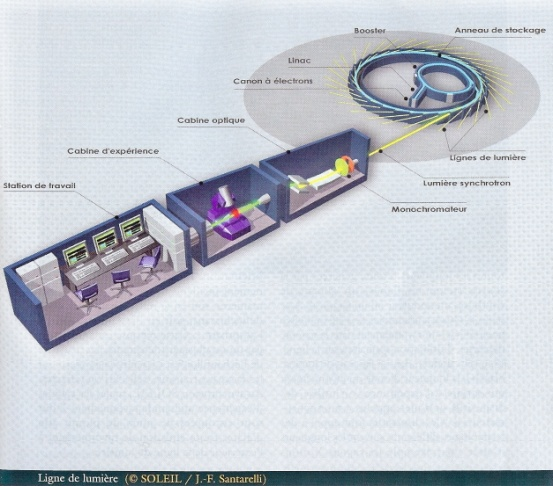 Booster
Anneau de stockage
Linac
Canon à électrons
Cabine optique
Cabine d'expérience
Lignes de lumière
Station de travail
Lumière synchrotron
Monochromateur
Ligne de lumière (© SOLEIL / J.-F. Santarelli)